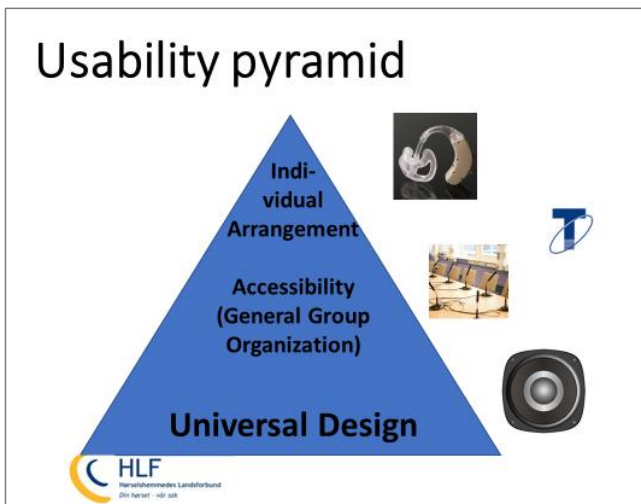 Usability pyramid
Indi-
vidual
Arrangement
Accessibility
(General Group
Organization)
Universal Design
T
HLF
Hørselshemmedes Landsforbund
Din hørsel - vår sak